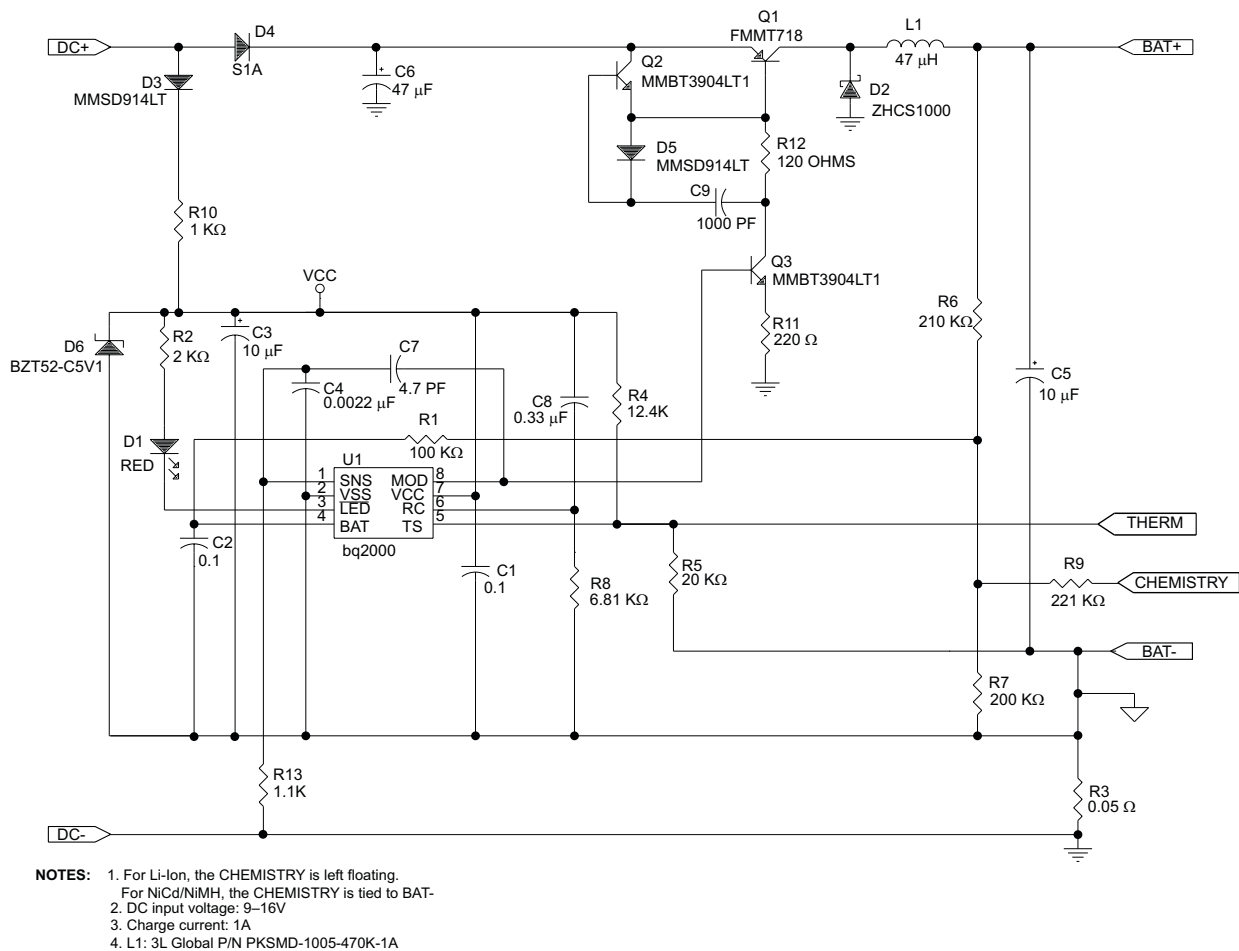 DC+
D4
S1A
D3
MMSD914LT
C6
47 µF
Q2
MMBT3904LT1
Q1
FMMT718
L1
47 µH
BAT+
D2
ZHCS1000
D5
MMSD914LT
R12
120 OHMS
C9
1000 PF
R10
1 KΩ
VCC
Q3
MMBT3904LT1
R6
210 KΩ
R11
220 Ω
D6
BZT52-C5V1
R2
2 KΩ
C3
10 µF
C7
4.7 PF
C4
0.0022 µF
C8
0.33 µF
R4
12.4K
C5
10 µF
R1
100 KΩ
D1
RED
U1
1 SNS MOD 8
2 VSS VCC 7
3 LED RC 6
4 BAT TS 5
bq2000
C2
0.1
C1
0.1
R8
6.81 KΩ
R5
20 KΩ
THERM
R9
221 KΩ
CHEMISTRY
BAT-
R7
200 KΩ
R13
1.1K
R3
0.05 Ω
DC-
NOTES: 1. For Li-Ion, the CHEMISTRY is left floating.
For NiCd/NiMH, the CHEMISTRY is tied to BAT-
2. DC input voltage: 9–16V
3. Charge current: 1A
4. L1: 3L Global P/N PKSMD-1005-470K-1A